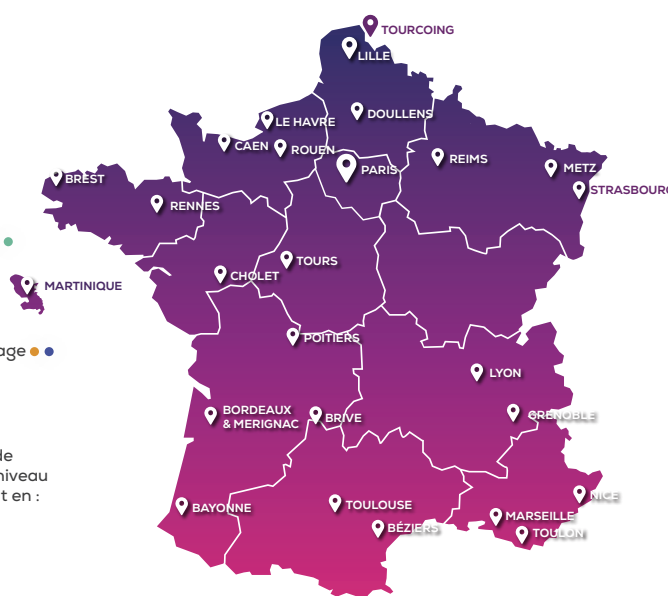 TOURCOING
LILLE
DOULLENS
LE HAVRE
CAEN
ROUEN
PARIS
REIMS
METZ
STRASBOURG
BREST
RENNES
MARTINIQUE
CHOLET
TOURS
age
POITIERS
LYON
BORDEAUX
& MERIGNAC
BRIVE
GRENOBLE
de
niveau
t en :
BAYONNE
TOULOUSE
BÉZIERS
NICE
MARSEILLE
TOULON